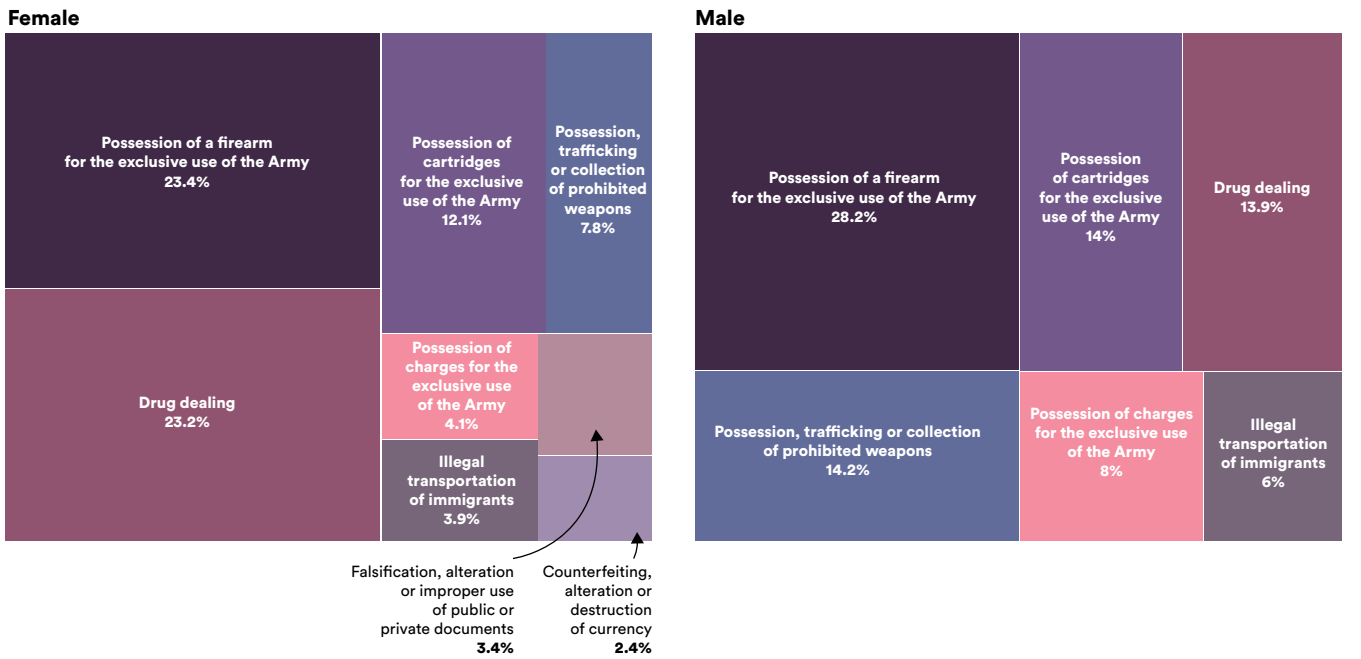 Female
Possession of a firearm
for the exclusive use of the Army
23.4%
Possession of
cartridges
for the exclusive
use of the Army
12.1%
Possession,
trafficking
or collection
of prohibited
weapons
7.8%
Drug dealing
23.2%
Possession of
charges for the
exclusive use
of the Army
4.1%
Illegal
transportation
of immigrants
3.9%
Falsification, alteration
or improper use
of public or
private documents
3.4%
Counterfeiting,
alteration or
destruction
of currency
2.4%
Male
Possession of a firearm
for the exclusive use of the Army
28.2%
Possession
of cartridges
for the exclusive
use of the Army
14%
Drug dealing
13.9%
Possession, trafficking or collection
of prohibited weapons
14.2%
Possession of charges
for the exclusive use
of the Army
8%
Illegal
transportation
of immigrants
6%